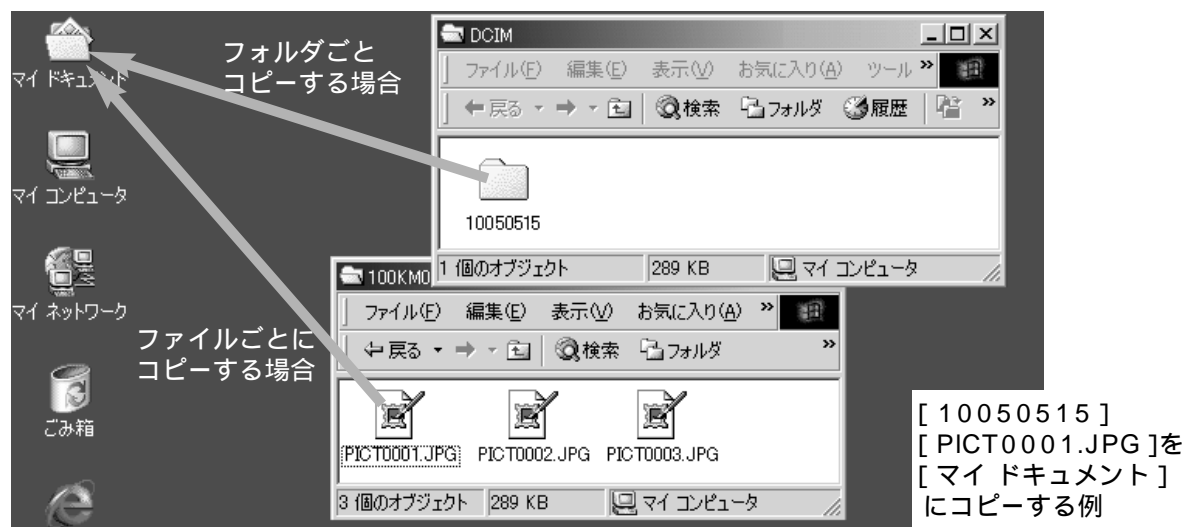 マイ ドキュメント
マイ コンピュータ
マイ ネットワーク
ごみ箱
フォルダごと
コピーする場合
DCIM
ファイル(F) 編集(E) 表示(V) お気に入り(A) ツール »
戻る 検索 フォルダ 履歴 »
10050515
1 個のオブジェクト 289 KB マイ コンピュータ
ファイルごとに
コピーする場合
100KM0
ファイル(F) 編集(E) 表示(V) お気に入り(A) »
戻る 検索 フォルダ »
PICT0001.JPG PICT0002.JPG PICT0003.JPG
3 個のオブジェクト 289 KB マイ コンピュータ
[ 10050515 ]
[ PICT0001.JPG ]を
[ マイ ドキュメント ]
にコピーする例